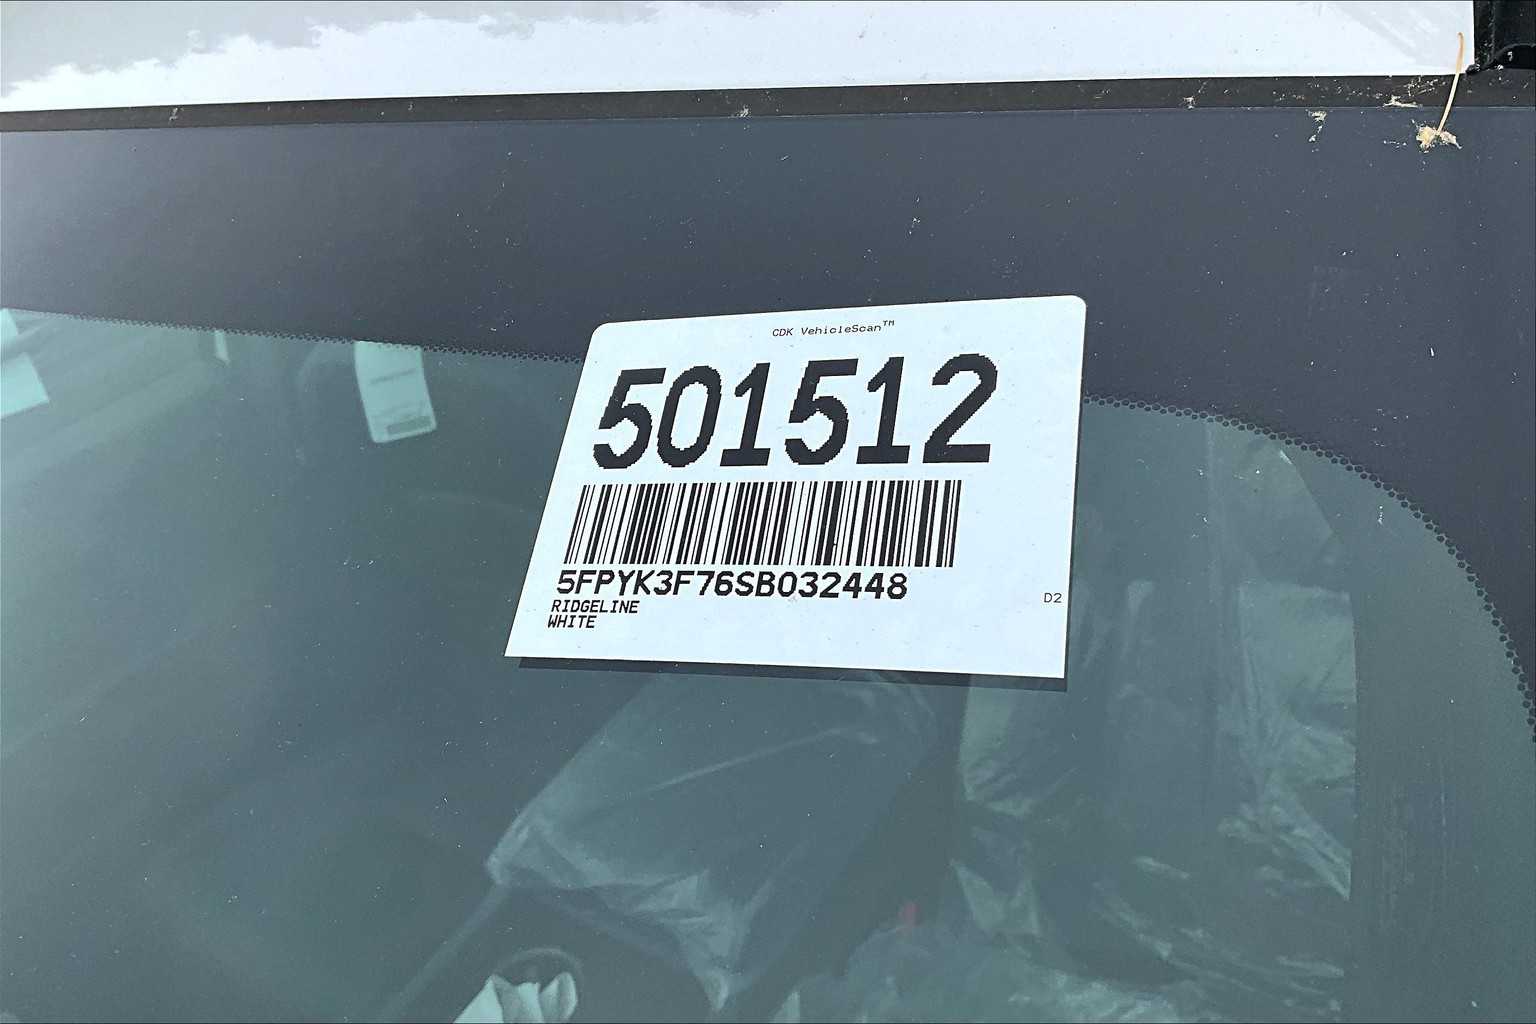 CDK VehicleScan™
501512
5FPYK3F76SB032448
RIDGELINE
WHITE
D2